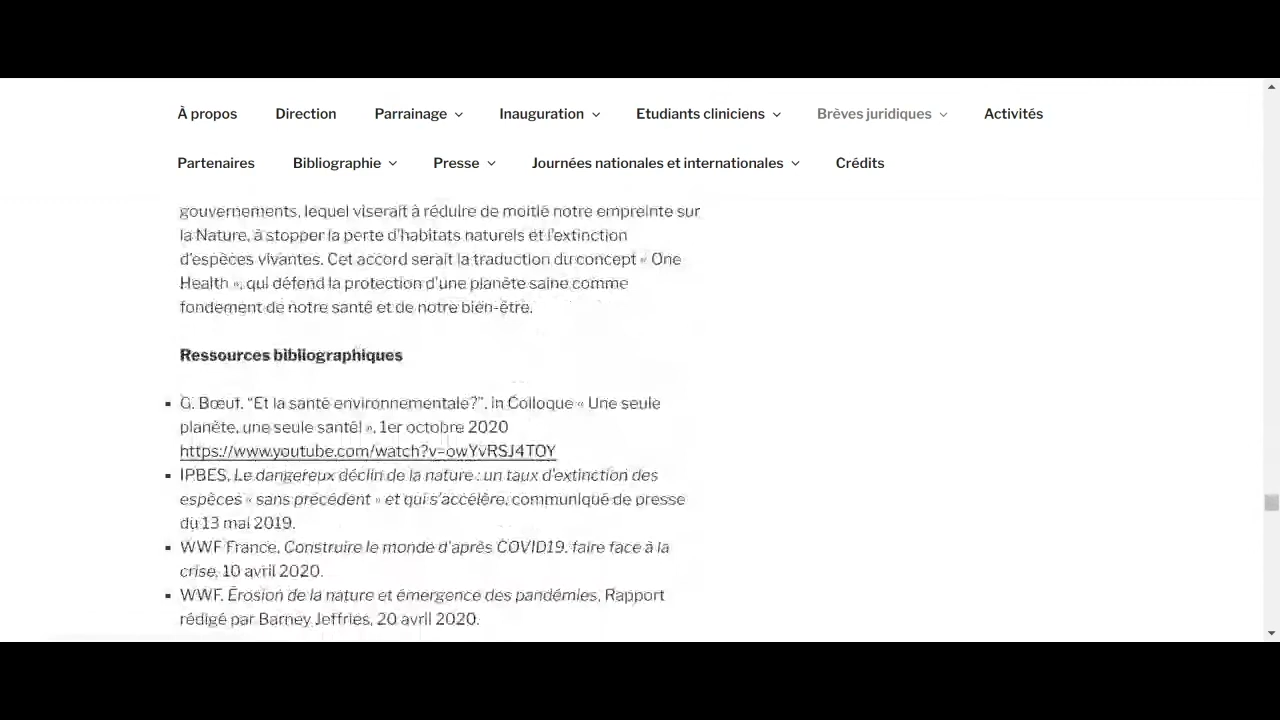 À propos Direction Parrainage Inauguration Etudiants cliniciens Brèves juridiques Activités
Partenaires Bibliographie Presse Journées nationales et internationales Crédits
gouvernements, lequel viserait à réduire de moitié notre empreinte sur
la Nature, à stopper la perte d'habitats naturels et l'extinction
d'espèces vivantes. Cet accord serait la traduction du concept « One
Health », qui défend la protection d'une planète saine comme
fondement de notre santé et de notre bien-être.
Ressources bibliographiques
G. Bœuf. “Et la santé environnementale?”. in Colloque « Une seule
planète, une seule santé! ». 1er octobre 2020
https://www.youtube.com/watch?v=owYvRSJ4TOY
IPBES, Le dangereux déclin de la nature : un taux d'extinction des
espèces « sans précédent » et qui s'accélère, communiqué de presse
du 13 mai 2019.
WWF France, Construire le monde d'après COVID19. faire face à la
crise, 10 avril 2020.
WWF. Érosion de la nature et émergence des pandémies, Rapport
rédigé par Barney Jeffries, 20 avril 2020.